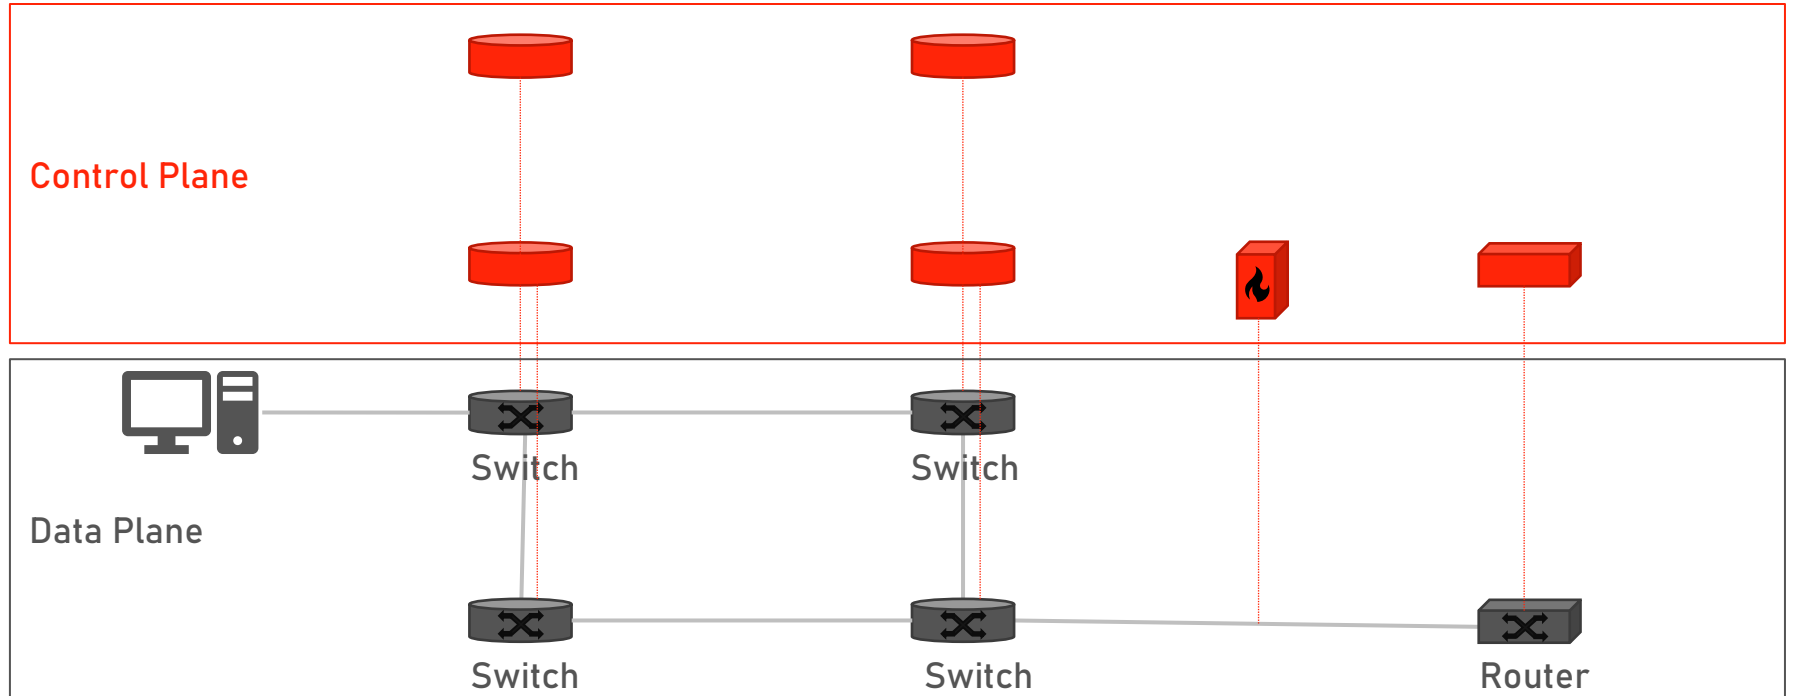 Control Plane
Switch
Switch
Data Plane
Switch
Switch
Router